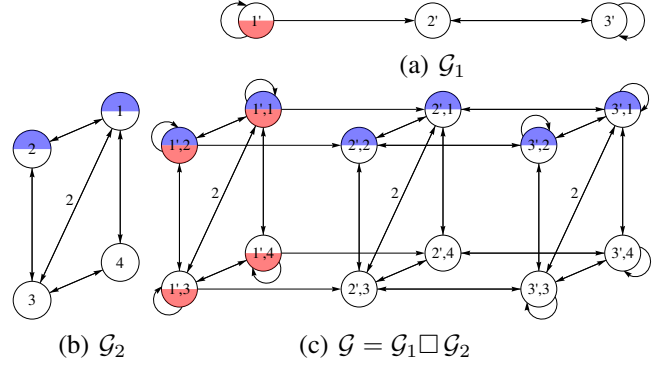 1' 2' 3'
(a) 𝒢₁
1 1',1 2',1 3',1
2 1',2 2',2 3',2
2 2 2
4 1',4 2',4 3',4
3 1',3 2',3 3',3
(b) 𝒢₂ (c) 𝒢 = 𝒢₁□𝒢₂